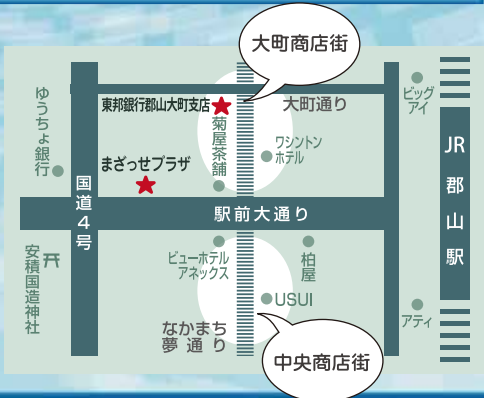 大町商店街
東邦銀行郡山大町支店
大町通り
ビッグ
アイ
ゆうちょ銀行
菊屋茶舗
ワシントン
ホテル
まざっせプラザ
JR郡山駅
国道4号
駅前大通り
安積国造神社
ビューホテル
アネックス
柏屋
USUI
アティ
なかまち
夢通り
中央商店街